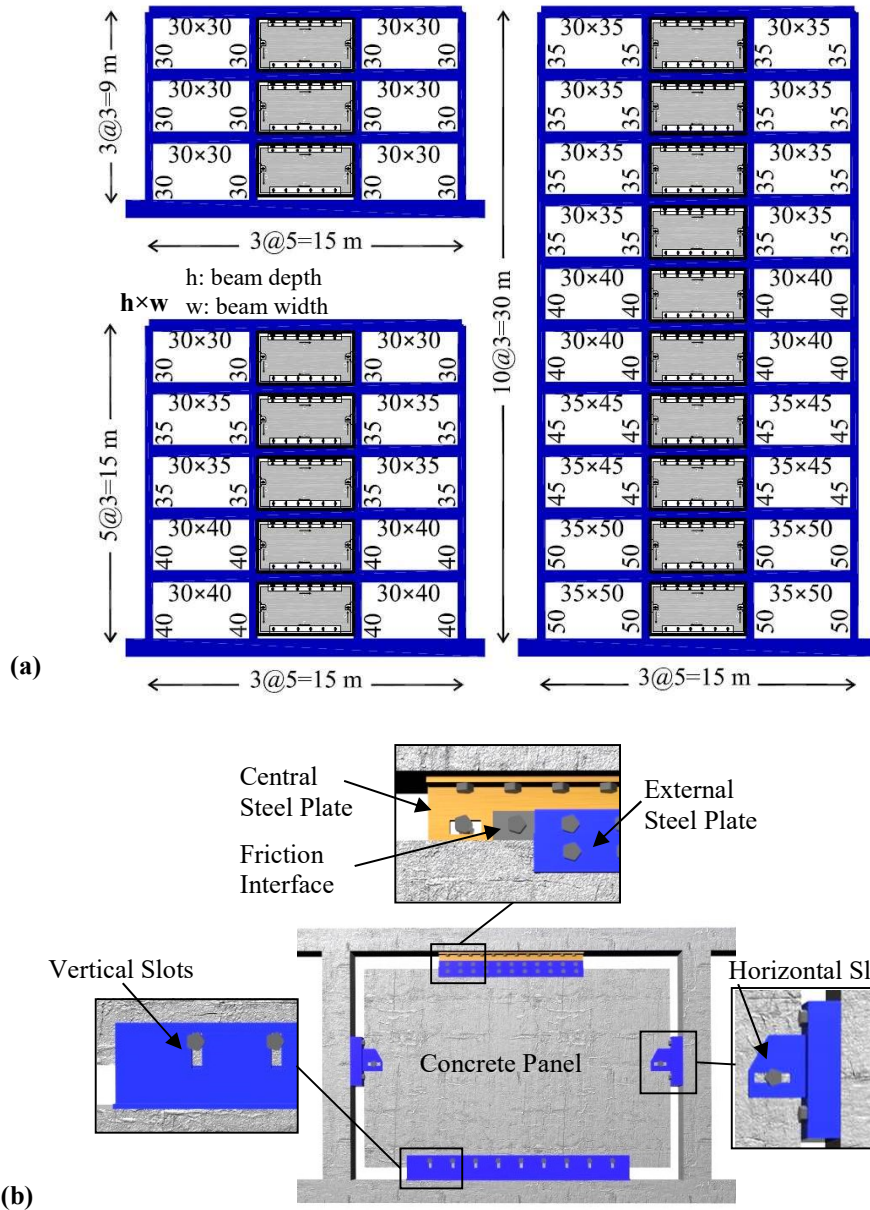 3@3=9 m
30×30 30×30
30 30 30 30
30×30 30×30
30 30 30 30
30×30 30×30
30 30 30 30
3@5=15 m
h×w
h: beam depth
w: beam width
5@3=15 m
30×30 30×30
30 30 30 30
30×35 30×35
35 35 35 35
30×35 30×35
35 35 35 35
30×40 30×40
40 40 40 40
30×40 30×40
40 40 40 40
3@5=15 m
10@3=30 m
30×35 30×35
35 35 35 35
30×35 30×35
35 35 35 35
30×35 30×35
35 35 35 35
30×35 30×35
35 35 35 35
30×40 30×40
40 40 40 40
30×40 30×40
40 40 40 40
35×45 35×45
45 45 45 45
35×45 35×45
45 45 45 45
35×50 35×50
50 50 50 50
35×50 35×50
50 50 50 50
3@5=15 m
(a)
Central
Steel Plate
Friction
Interface
External
Steel Plate
Vertical Slots
Horizontal Sl
Concrete Panel
(b)